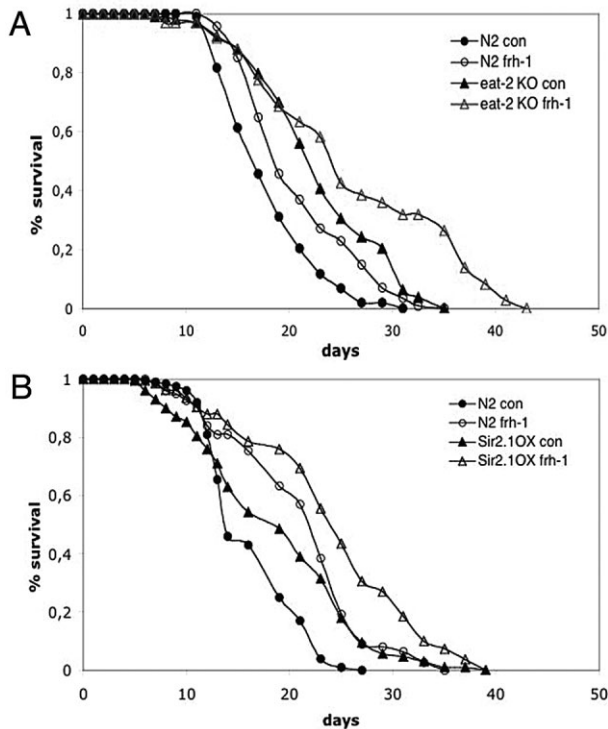 A
1
0,8
0,6
0,4
0,2
0
% survival
0 10 20 30 40 50
days
N2 con
N2 frh-1
eat-2 KO con
eat-2 KO frh-1
B
1
0,8
0,6
0,4
0,2
0
% survival
0 10 20 30 40 50
days
N2 con
N2 frh-1
Sir2.1OX con
Sir2.1OX frh-1